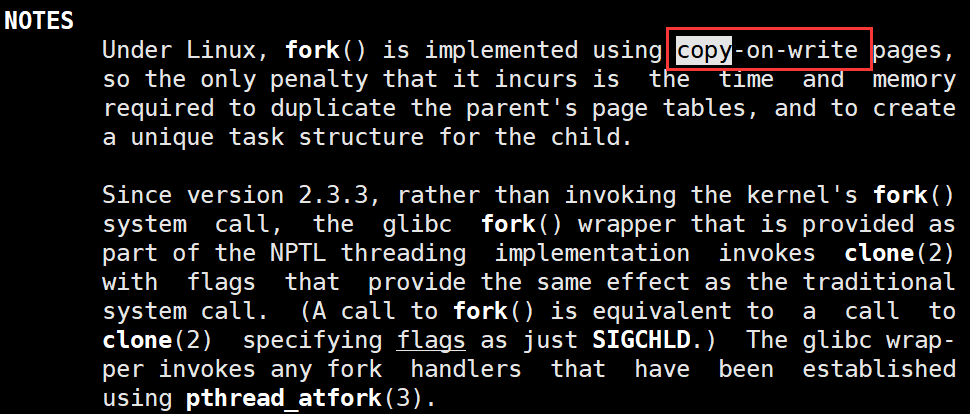 NOTES
Under Linux, fork() is implemented using copy-on-write pages,
so the only penalty that it incurs is the time and memory
required to duplicate the parent's page tables, and to create
a unique task structure for the child.
Since version 2.3.3, rather than invoking the kernel's fork()
system call, the glibc fork() wrapper that is provided as
part of the NPTL threading implementation invokes clone(2)
with flags that provide the same effect as the traditional
system call. (A call to fork() is equivalent to a call to
clone(2) specifying flags as just SIGCHLD.) The glibc wrap-
per invokes any fork handlers that have been established
using pthread_atfork(3).